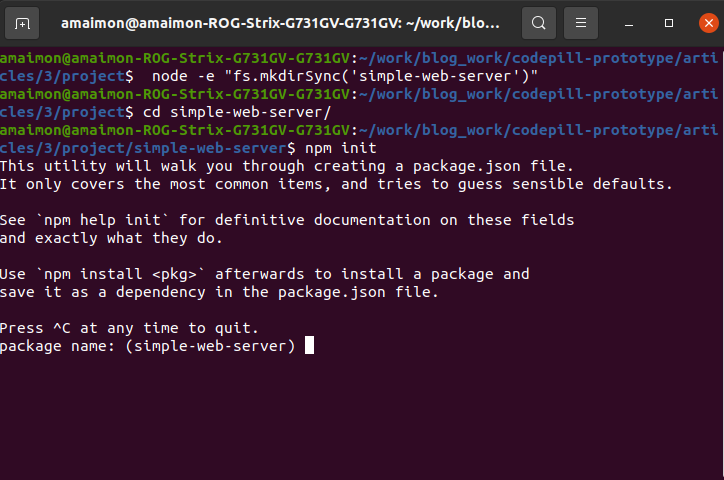 amaimon@amaimon-ROG-Strix-G731GV-G731GV: ~/work/blo...
amaimon@amaimon-ROG-Strix-G731GV-G731GV:~/work/blog_work/codepill-prototype/arti
cles/3/project$  node -e "fs.mkdirSync('simple-web-server')"
amaimon@amaimon-ROG-Strix-G731GV-G731GV:~/work/blog_work/codepill-prototype/arti
cles/3/project$ cd simple-web-server/
amaimon@amaimon-ROG-Strix-G731GV-G731GV:~/work/blog_work/codepill-prototype/arti
cles/3/project/simple-web-server$ npm init
This utility will walk you through creating a package.json file.
It only covers the most common items, and tries to guess sensible defaults.

See `npm help init` for definitive documentation on these fields
and exactly what they do.

Use `npm install <pkg>` afterwards to install a package and
save it as a dependency in the package.json file.

Press ^C at any time to quit.
package name: (simple-web-server)